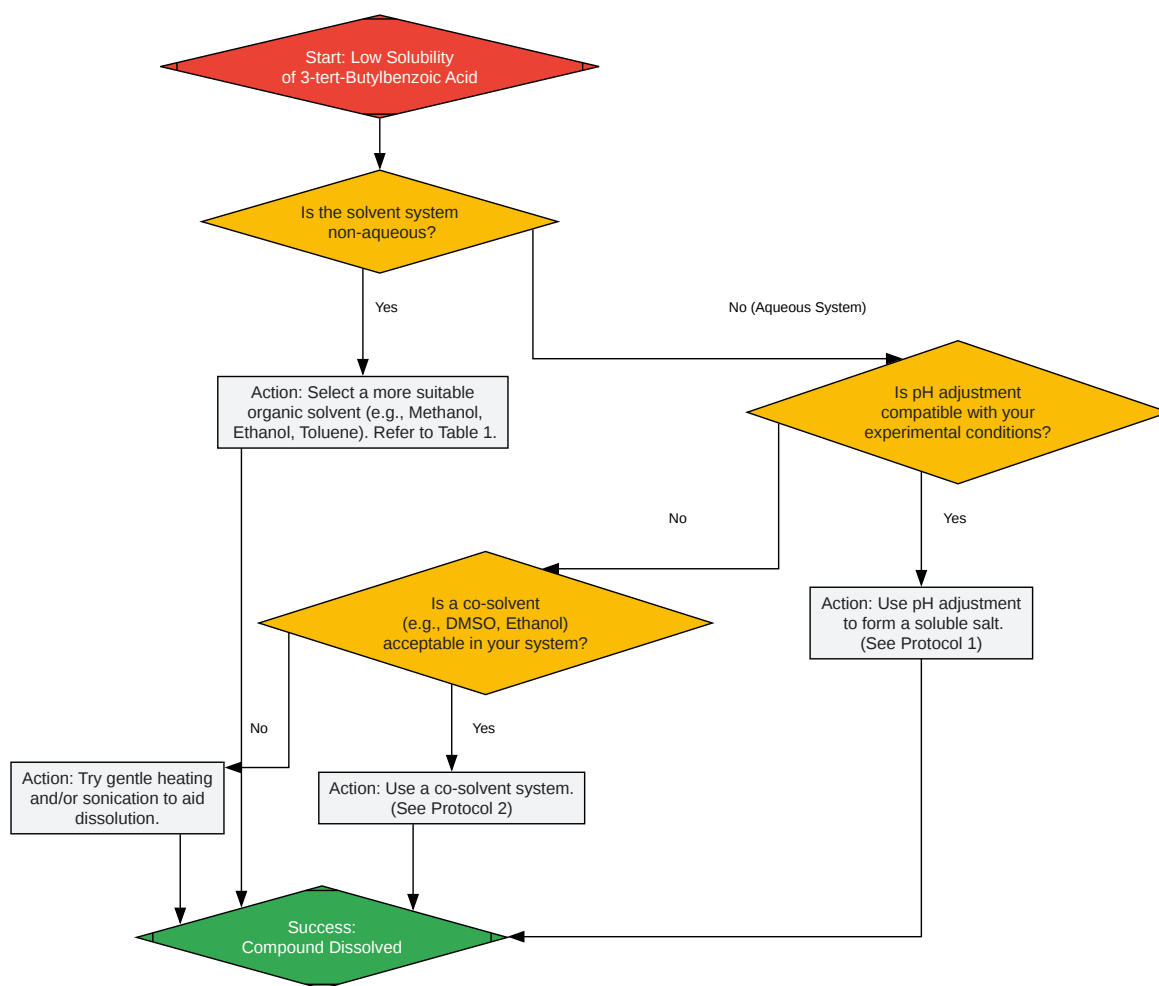 Start: Low Solubility
of 3-tert-Butylbenzoic Acid
Is the solvent system
non-aqueous?
Yes
No (Aqueous System)
Action: Select a more suitable
organic solvent (e.g., Methanol,
Ethanol, Toluene). Refer to Table 1.
Is pH adjustment
compatible with your
experimental conditions?
No
Yes
Is a co-solvent
(e.g., DMSO, Ethanol)
acceptable in your system?
Action: Use pH adjustment
to form a soluble salt.
(See Protocol 1)
No
Yes
Action: Try gentle heating
and/or sonication to aid
dissolution.
Action: Use a co-solvent system.
(See Protocol 2)
Success:
Compound Dissolved